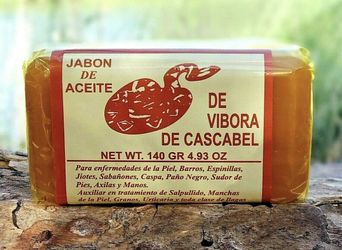 JABON
DE
ACEITE
DE
VIBORA
DE CASCABEL
NET WT. 140 GR 4.93 OZ
Para enfermedades de la Piel, Barros, Espinillas,
Jiotes, Sabañones, Caspa, Paño Negro, Sudor de
Pies, Axilas y Manos.
Auxiliar en tratamiento de Salpullido, Manchas
de la Piel, Granos, Urticaria y toda clase de llagas